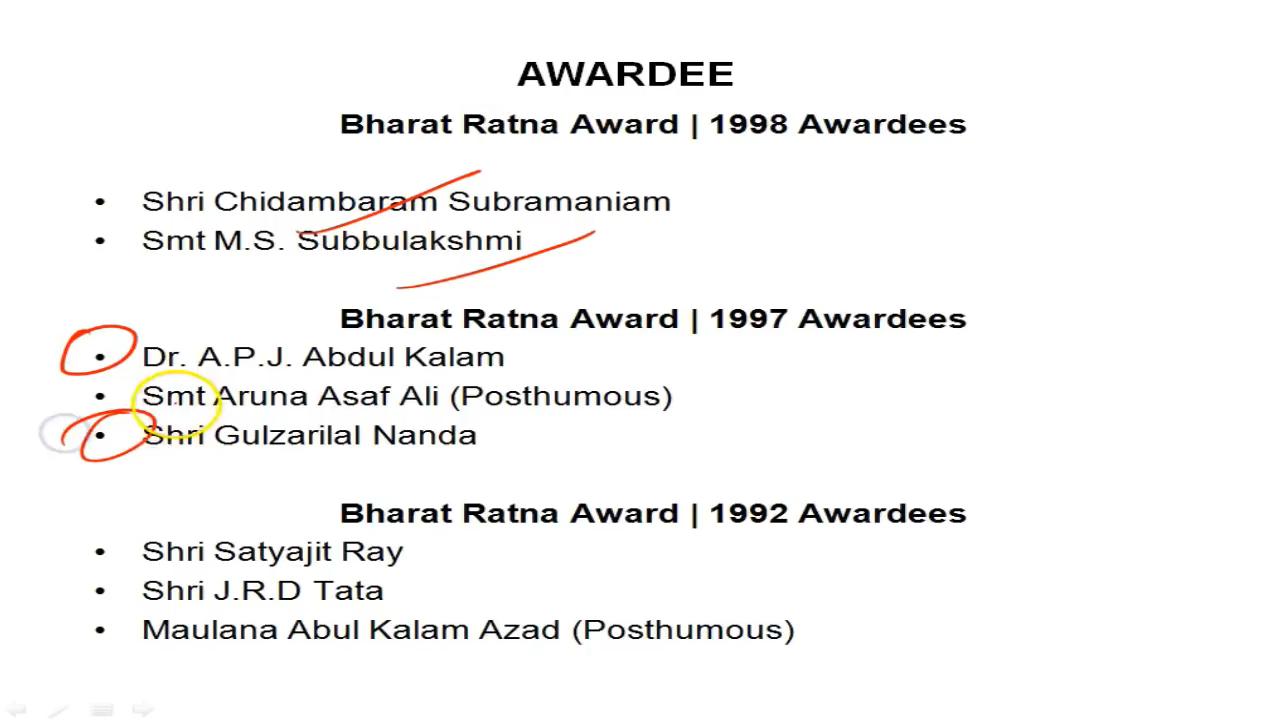 AWARDEE
Bharat Ratna Award | 1998 Awardees
• Shri Chidambaram Subramaniam
• Smt M.S. Subbulakshmi
Bharat Ratna Award | 1997 Awardees
• Dr. A.P.J. Abdul Kalam
• Smt Aruna Asaf Ali (Posthumous)
• Shri Gulzarilal Nanda
Bharat Ratna Award | 1992 Awardees
• Shri Satyajit Ray
• Shri J.R.D Tata
• Maulana Abul Kalam Azad (Posthumous)